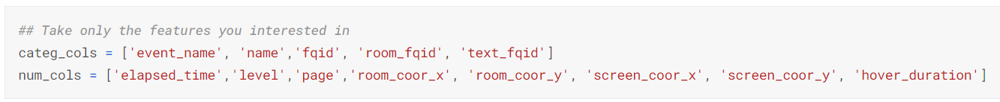 ## Take only the features you interested in
categ_cols = ['event_name', 'name','fqid', 'room_fqid', 'text_fqid']
num_cols = ['elapsed_time','level','page','room_coor_x', 'room_coor_y', 'screen_coor_x', 'screen_coor_y', 'hover_duration']